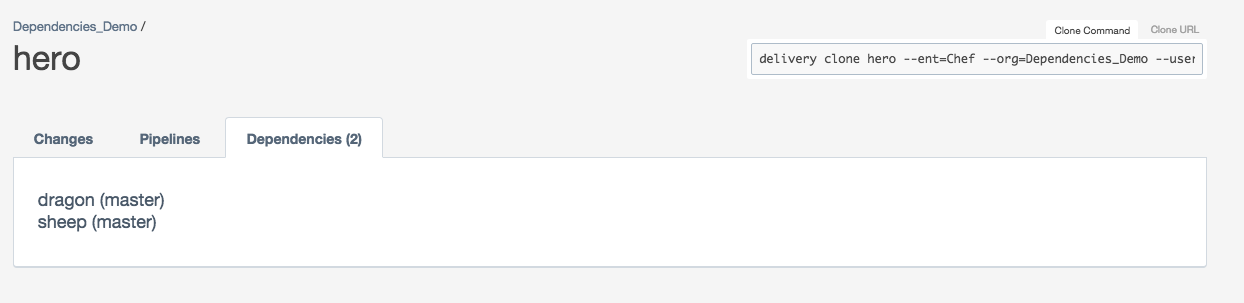 Dependencies_Demo /
hero
Clone Command Clone URL
delivery clone hero --ent=Chef --org=Dependencies_Demo --user
Changes Pipelines Dependencies (2)
dragon (master)
sheep (master)